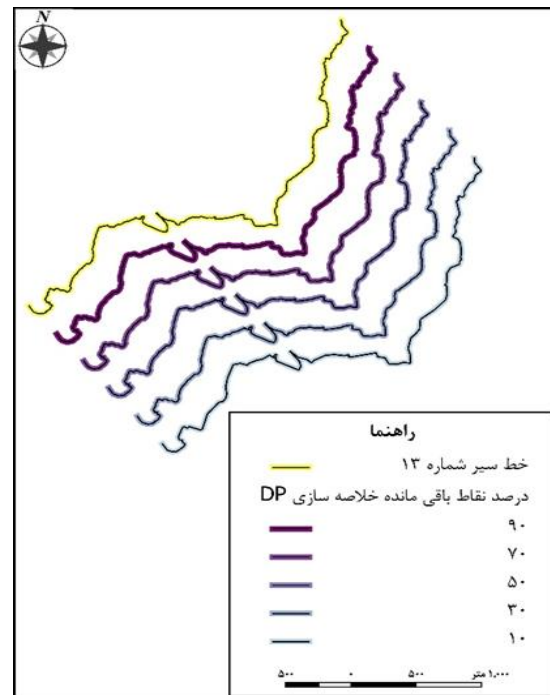 N
راهنما
خط سیر شماره ۱۳
درصد نقاط باقی مانده خلاصه سازی DP
۹۰
۷۰
۵۰
۳۰
۱۰
۵۰۰ ۰ ۵۰۰ ۱,۰۰۰ متر